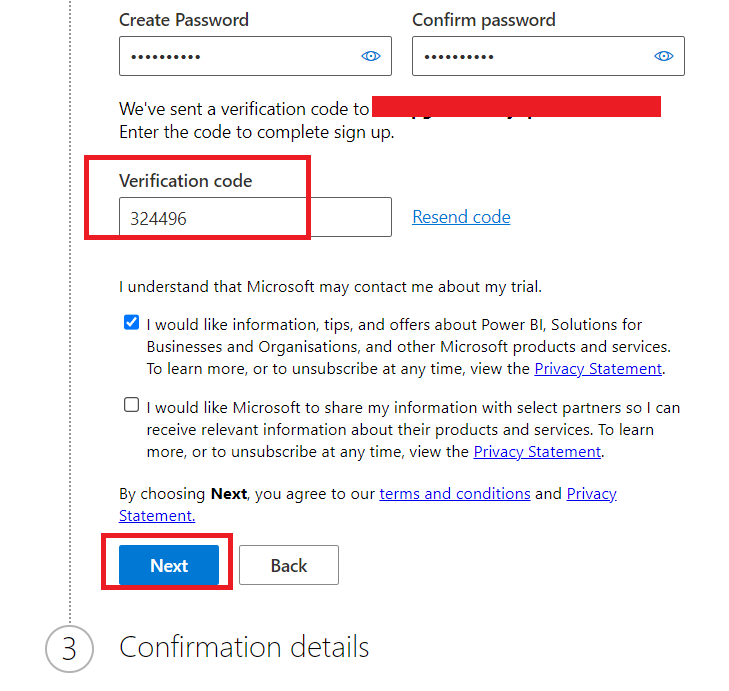 Create Password Confirm password
•••••••••• ••••••••••
We've sent a verification code to
Enter the code to complete sign up.
Verification code
324496 Resend code
I understand that Microsoft may contact me about my trial.
I would like information, tips, and offers about Power BI, Solutions for
Businesses and Organisations, and other Microsoft products and services.
To learn more, or to unsubscribe at any time, view the Privacy Statement.
I would like Microsoft to share my information with select partners so I can
receive relevant information about their products and services. To learn
more, or to unsubscribe at any time, view the Privacy Statement.
By choosing Next, you agree to our terms and conditions and Privacy
Statement.
Next Back
3 Confirmation details